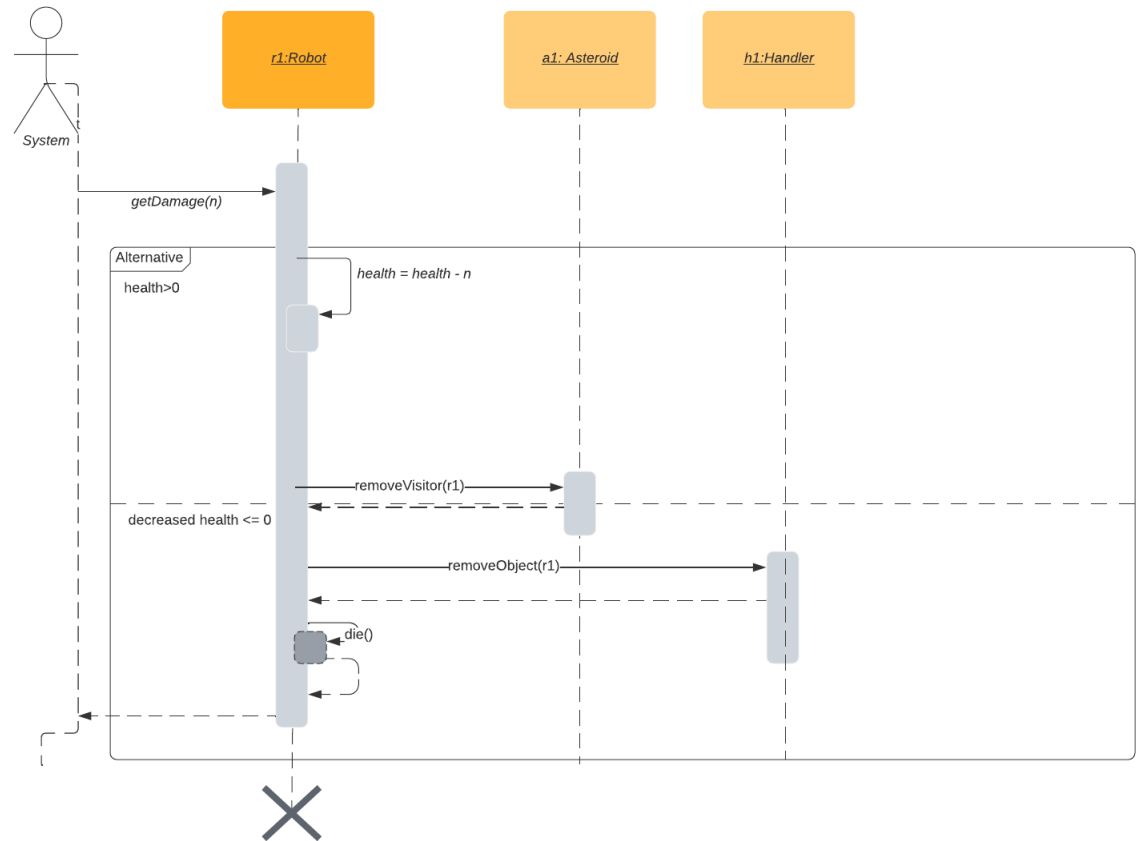 r1:Robot
a1: Asteroid
h1:Handler
t
System
getDamage(n)
Alternative
health = health - n
health>0
removeVisitor(r1)
decreased health <= 0
removeObject(r1)
die()